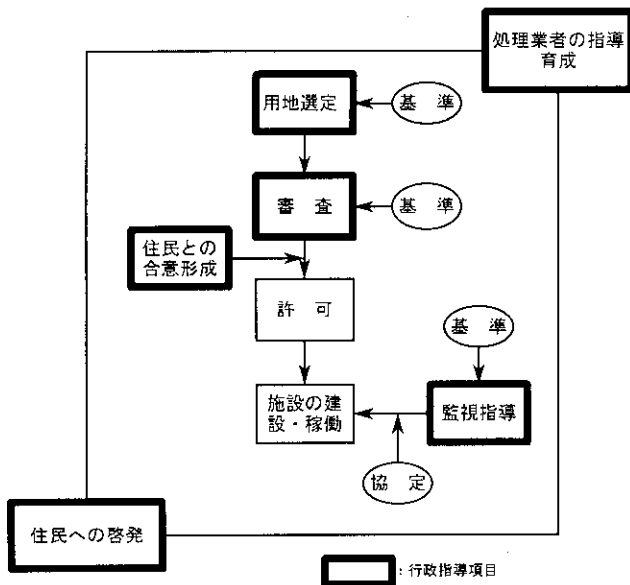 処理業者の指導
育成
用地選定
基 準
審 査
基 準
住民との
合意形成
許 可
基 準
施設の建
設・稼働
監視指導
協 定
住民への啓発
: 行政指導項目